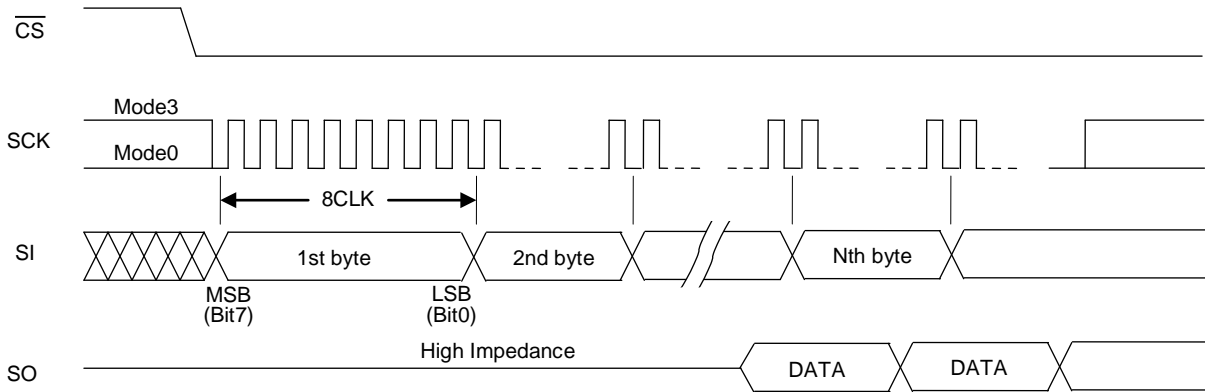 CS
Mode3
SCK
Mode0
8CLK
SI
1st byte
2nd byte
Nth byte
MSB
(Bit7)
LSB
(Bit0)
High Impedance
SO
DATA
DATA